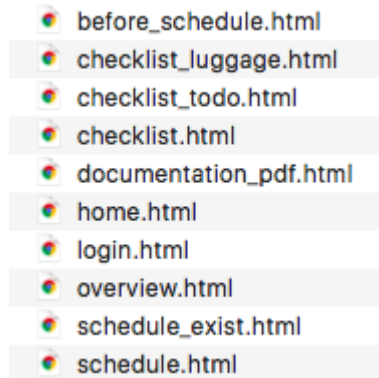 before_schedule.html
checklist_luggage.html
checklist_todo.html
checklist.html
documentation_pdf.html
home.html
login.html
overview.html
schedule_exist.html
schedule.html